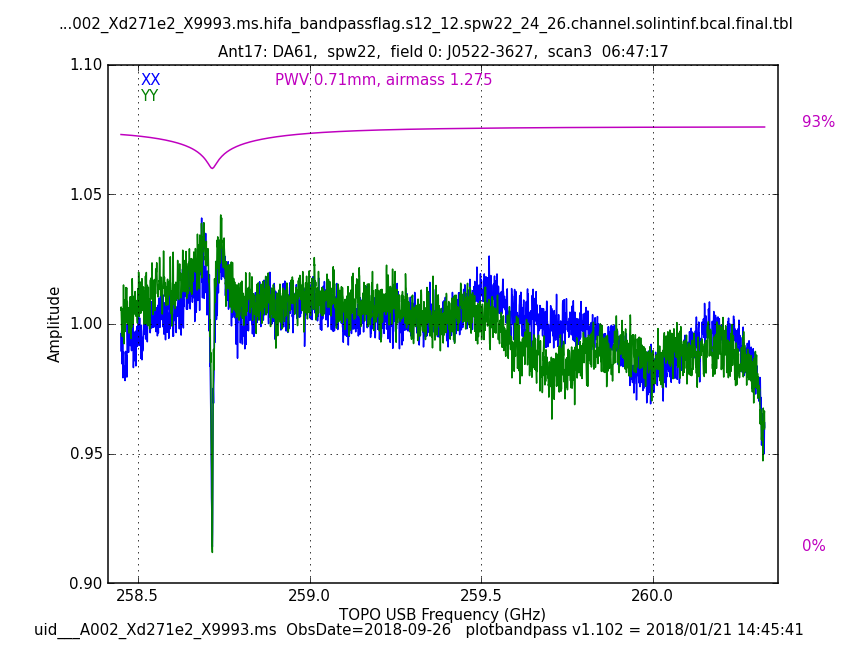 ...002_Xd271e2_X9993.ms.hifa_bandpassflag.s12_12.spw22_24_26.channel.solintinf.bcal.final.tbl
Ant17: DA61, spw22, field 0: J0522-3627, scan3 06:47:17
1.10
XX
PWV 0.71mm, airmass 1.275
YY
93%
1.05
1.00
Amplitude
0.95
0%
0.90
258.5 259.0 259.5 260.0
TOPO USB Frequency (GHz)
uid___A002_Xd271e2_X9993.ms ObsDate=2018-09-26 plotbandpass v1.102 = 2018/01/21 14:45:41